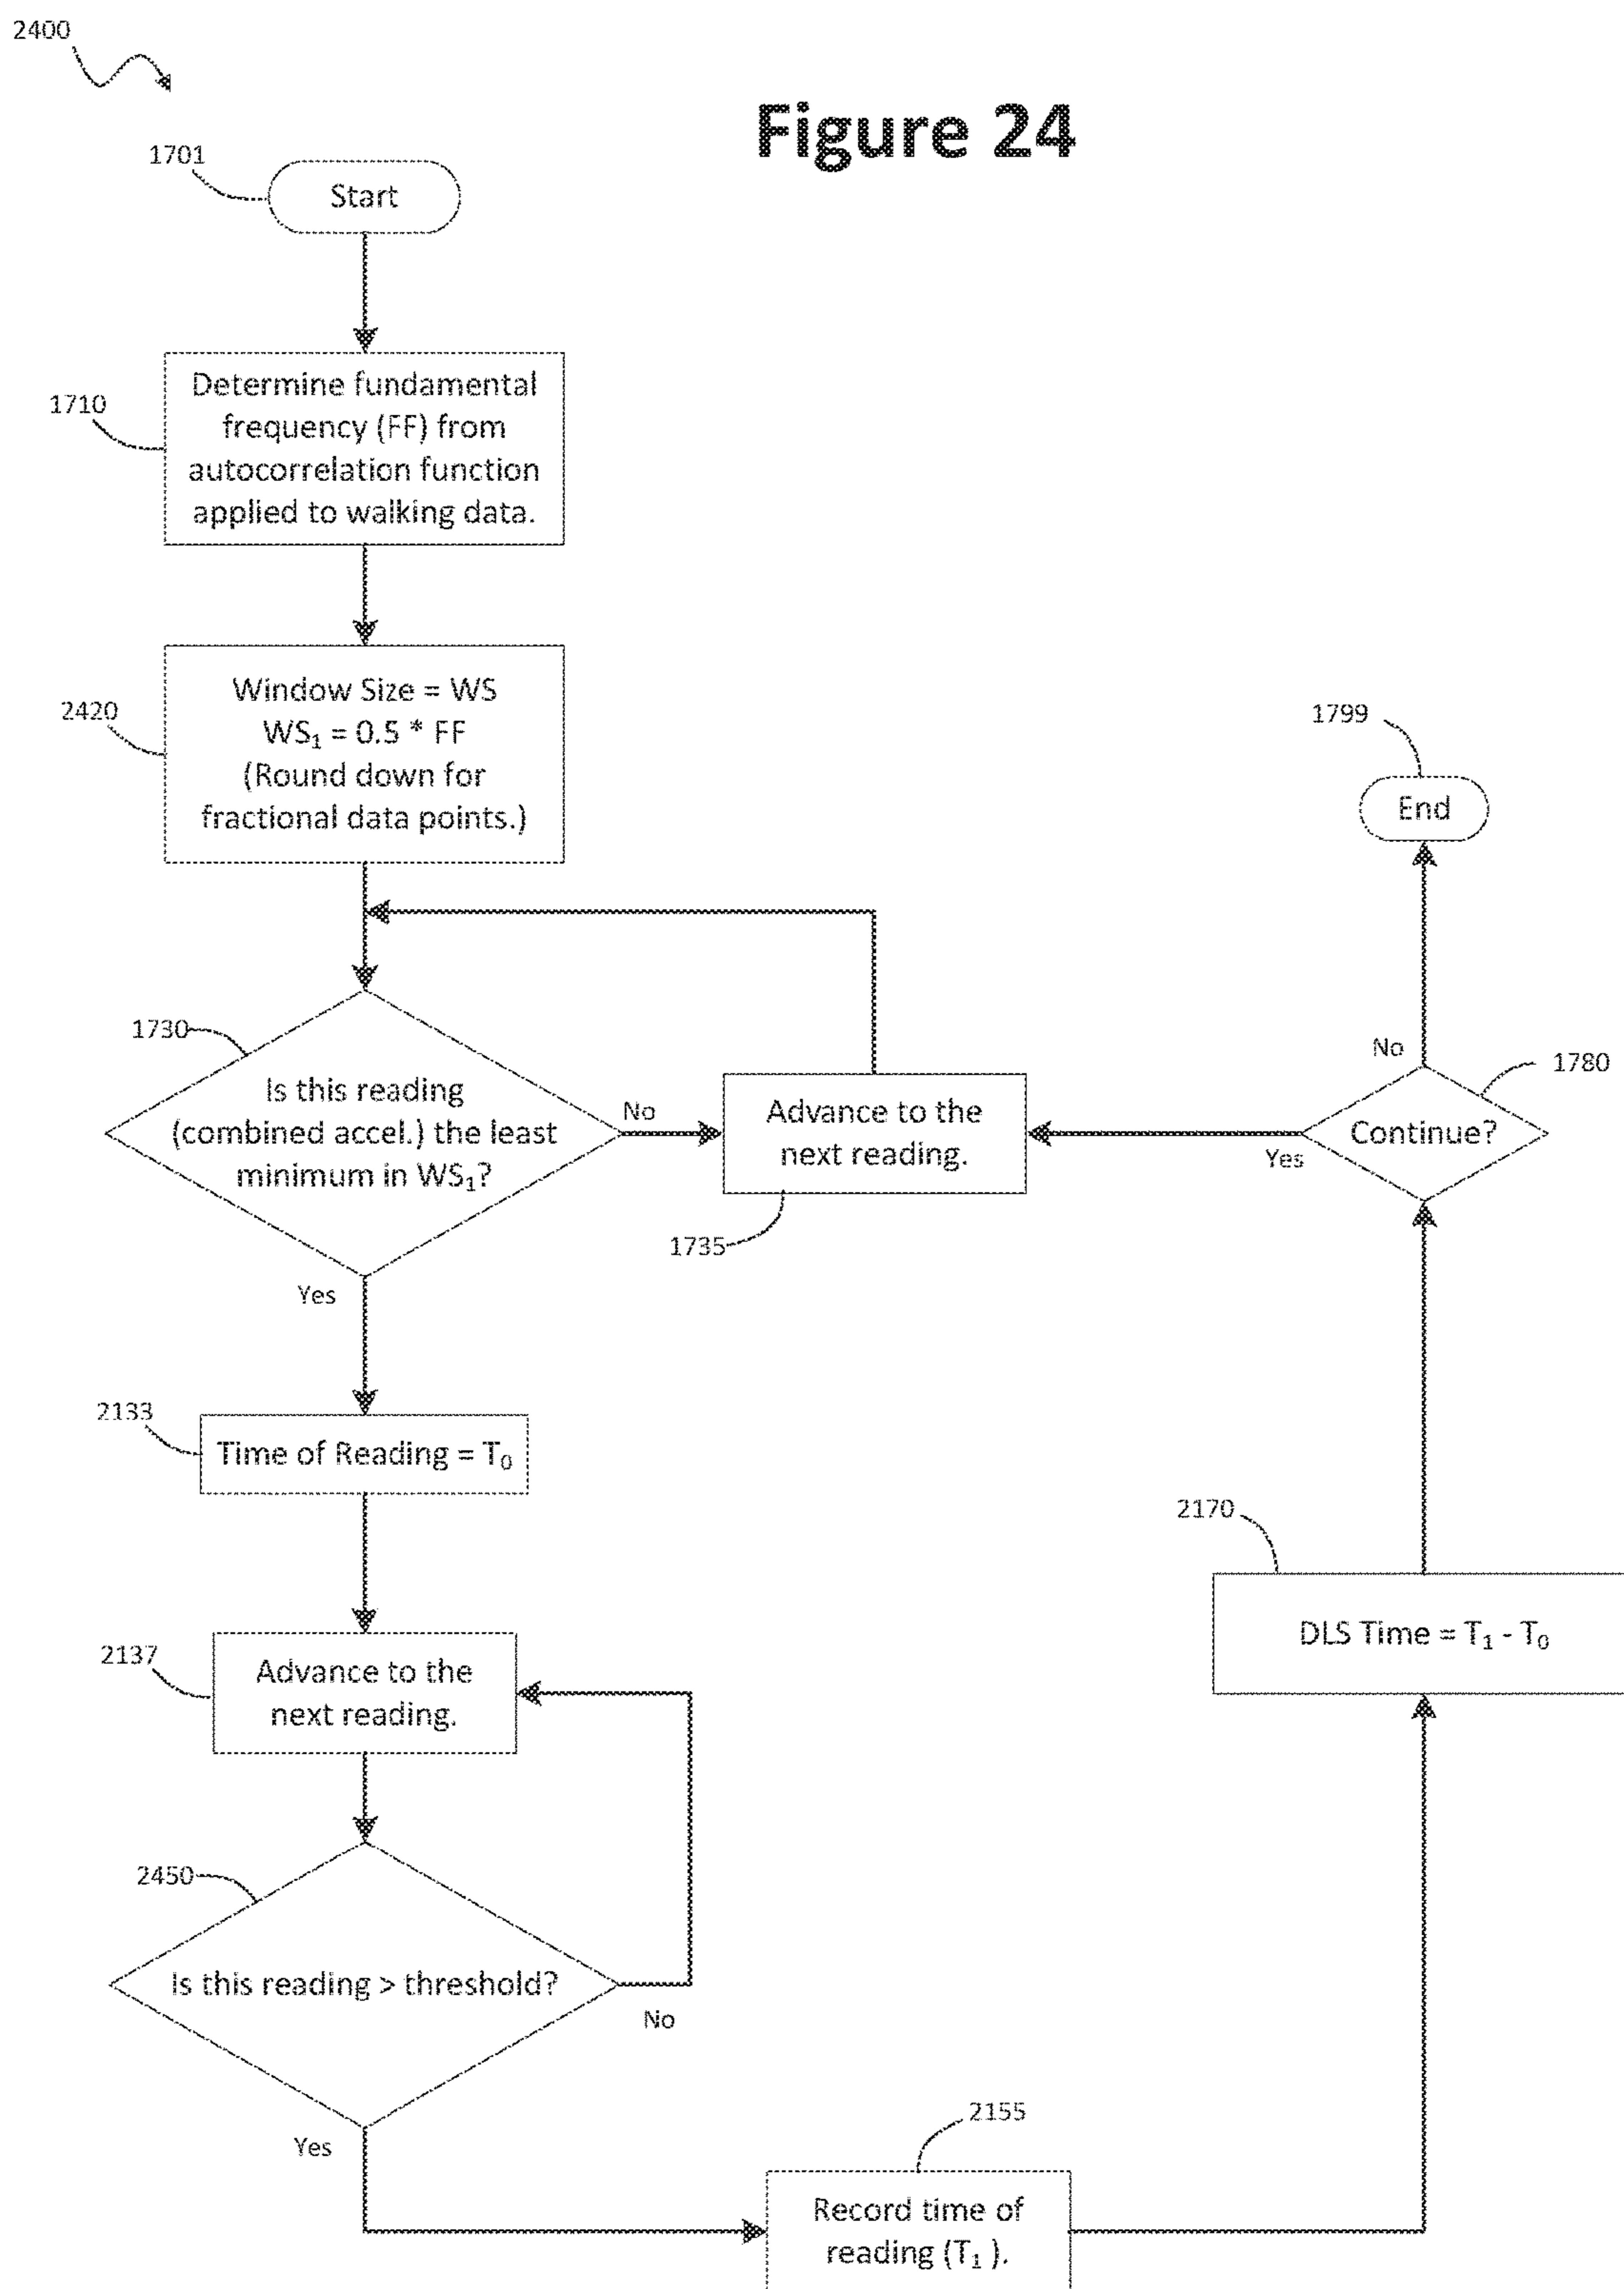 2400
Figure 24
1701
Start
1710
Determine fundamental
frequency (FF) from
autocorrelation function
applied to walking data.
2420
Window Size = WS
WS₁ = 0.5 * FF
(Round down for
fractional data points.)
1799
End
1730
Is this reading
(combined accel.) the least
minimum in WS₁?
No
Yes
Advance to the
next reading.
1735
No
1780
Continue?
Yes
2133
Time of Reading = T₀
2137
Advance to the
next reading.
2170
DLS Time = T₁ - T₀
2450
Is this reading > threshold?
No
Yes
2155
Record time of
reading (T₁ ).